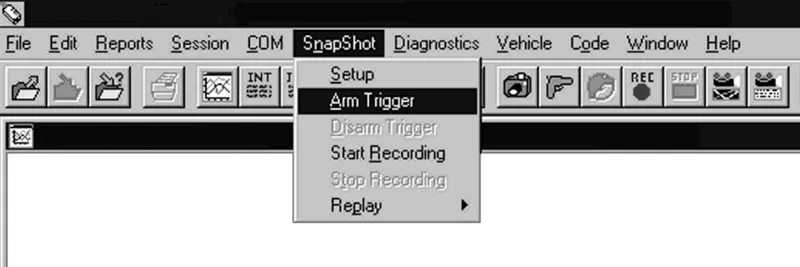 File Edit Reports Session COM SnapShot Diagnostics Vehicle Code Window Help
INT REC STOP
Setup
Arm Trigger
Disarm Trigger
Start Recording
Stop Recording
Replay